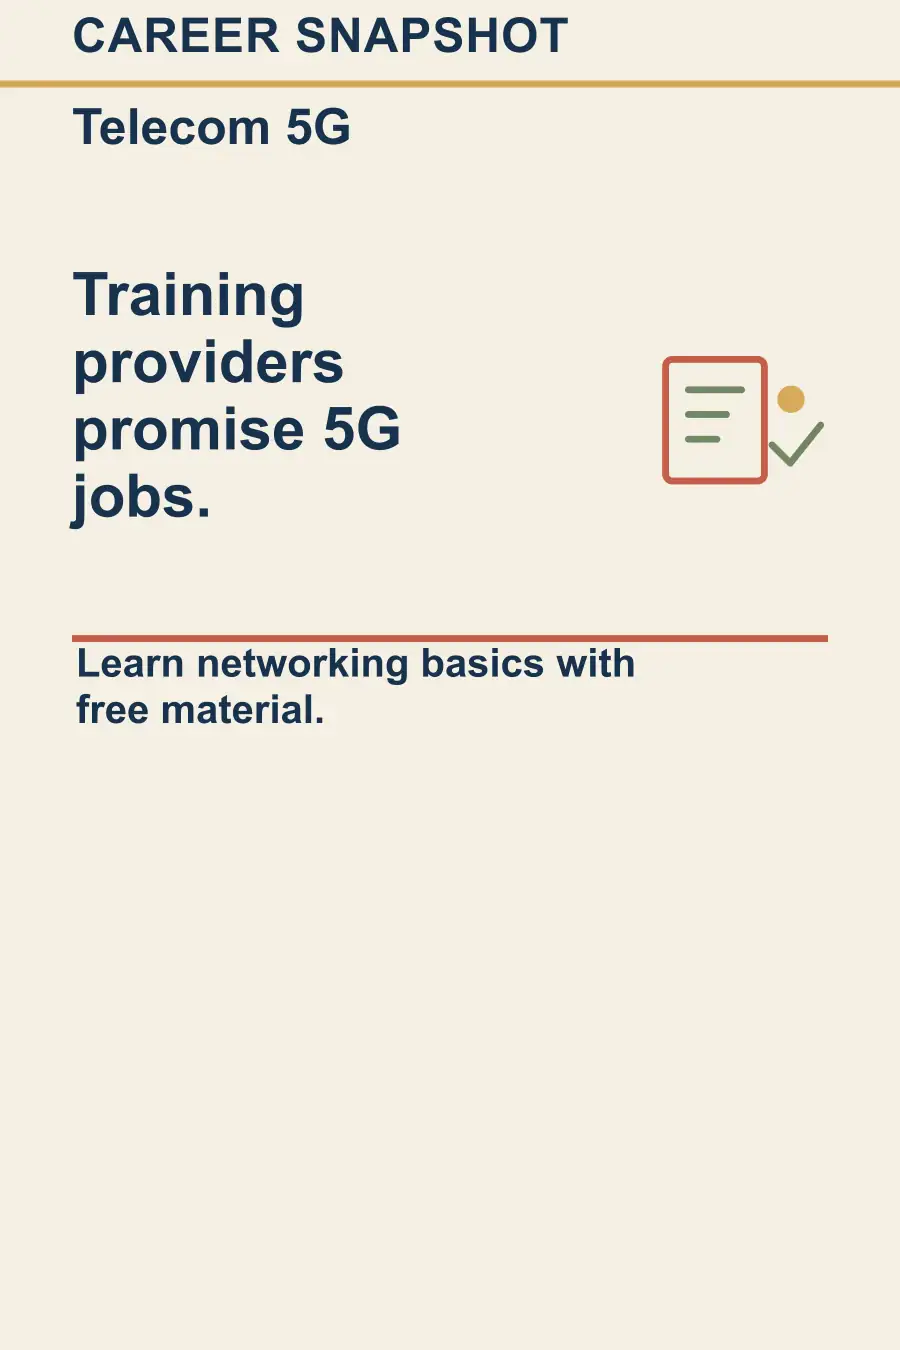 CAREER SNAPSHOT
Telecom 5G
Training
providers
promise 5G
jobs.
Learn networking basics with
free material.